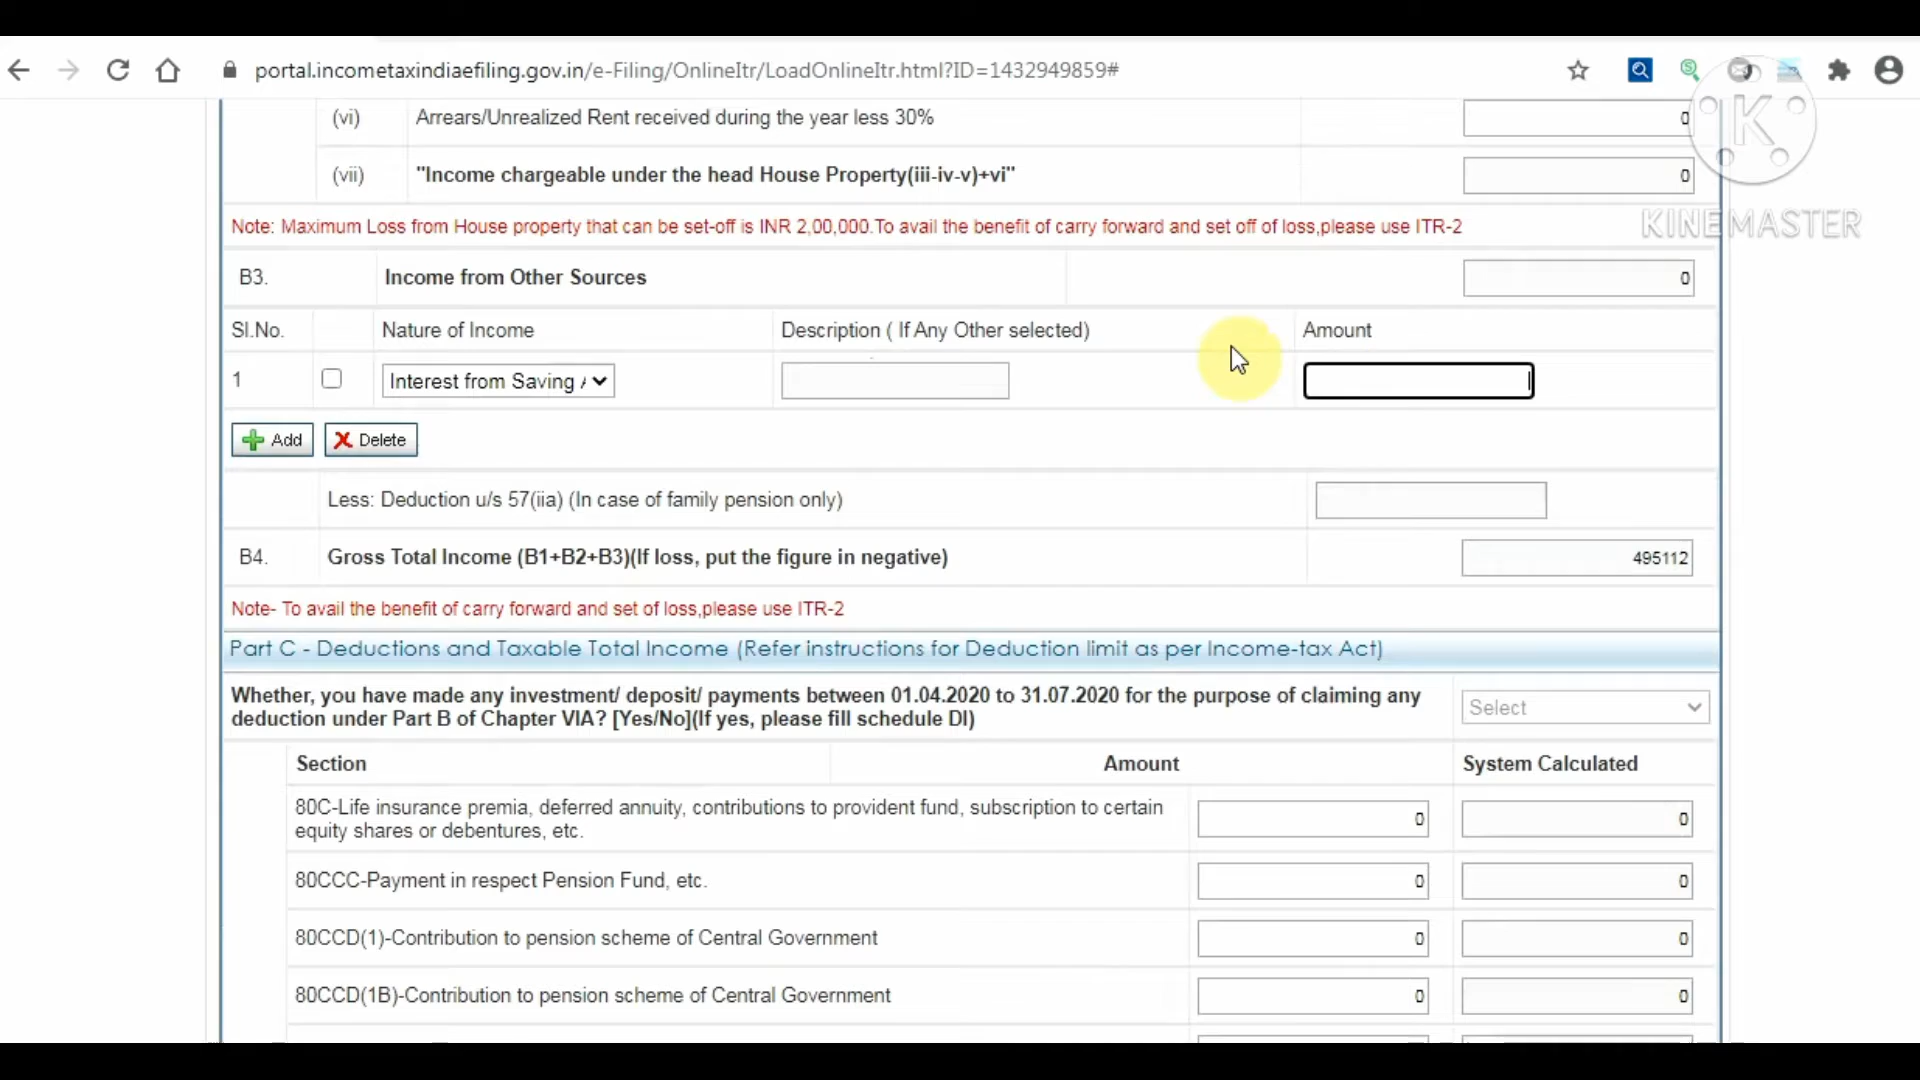 portal.incometaxindiaefiling.gov.in/e-Filing/OnlineItr/LoadOnlineItr.html?ID=1432949859#
(vi) Arrears/Unrealized Rent received during the year less 30% 0
(vii) "Income chargeable under the head House Property(iii-iv-v)+vi" 0
K
KINEMASTER
Note: Maximum Loss from House property that can be set-off is INR 2,00,000.To avail the benefit of carry forward and set off of loss,please use ITR-2
B3. Income from Other Sources 0
Sl.No. Nature of Income Description ( If Any Other selected) Amount
1 Interest from Saving A
Add Delete
Less: Deduction u/s 57(iia) (In case of family pension only)
B4. Gross Total Income (B1+B2+B3)(If loss, put the figure in negative) 495112
Note- To avail the benefit of carry forward and set of loss,please use ITR-2
Part C - Deductions and Taxable Total Income (Refer instructions for Deduction limit as per Income-tax Act)
Whether, you have made any investment/ deposit/ payments between 01.04.2020 to 31.07.2020 for the purpose of claiming any
deduction under Part B of Chapter VIA? [Yes/No](If yes, please fill schedule DI)
Select
Section Amount System Calculated
80C-Life insurance premia, deferred annuity, contributions to provident fund, subscription to certain
equity shares or debentures, etc.
0 0
80CCC-Payment in respect Pension Fund, etc. 0 0
80CCD(1)-Contribution to pension scheme of Central Government 0 0
80CCD(1B)-Contribution to pension scheme of Central Government 0 0